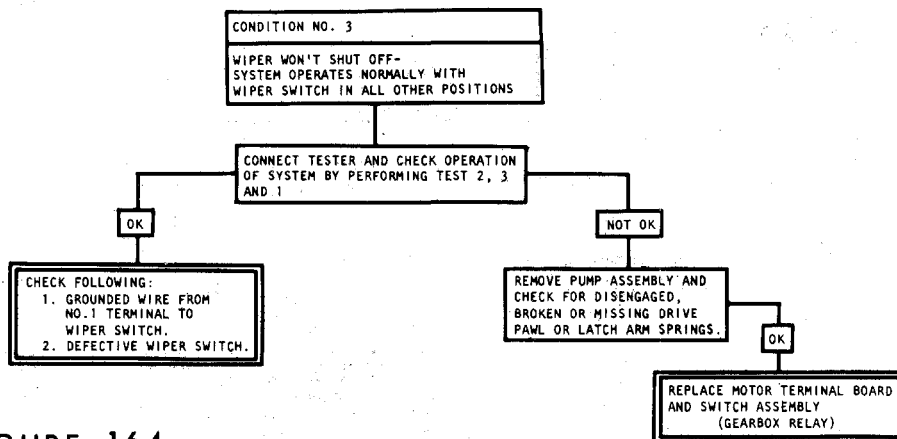 CONDITION NO. 3
WIPER WON'T SHUT OFF-
SYSTEM OPERATES NORMALLY WITH
WIPER SWITCH IN ALL OTHER POSITIONS
CONNECT TESTER AND CHECK OPERATION
OF SYSTEM BY PERFORMING TEST 2, 3
AND 1
OK
NOT OK
CHECK FOLLOWING:
1. GROUNDED WIRE FROM
NO.1 TERMINAL TO
WIPER SWITCH.
2. DEFECTIVE WIPER SWITCH.
REMOVE PUMP ASSEMBLY AND
CHECK FOR DISENGAGED,
BROKEN OR MISSING DRIVE
PAWL OR LATCH ARM SPRINGS.
OK
REPLACE MOTOR TERMINAL BOARD
AND SWITCH ASSEMBLY
(GEARBOX RELAY)